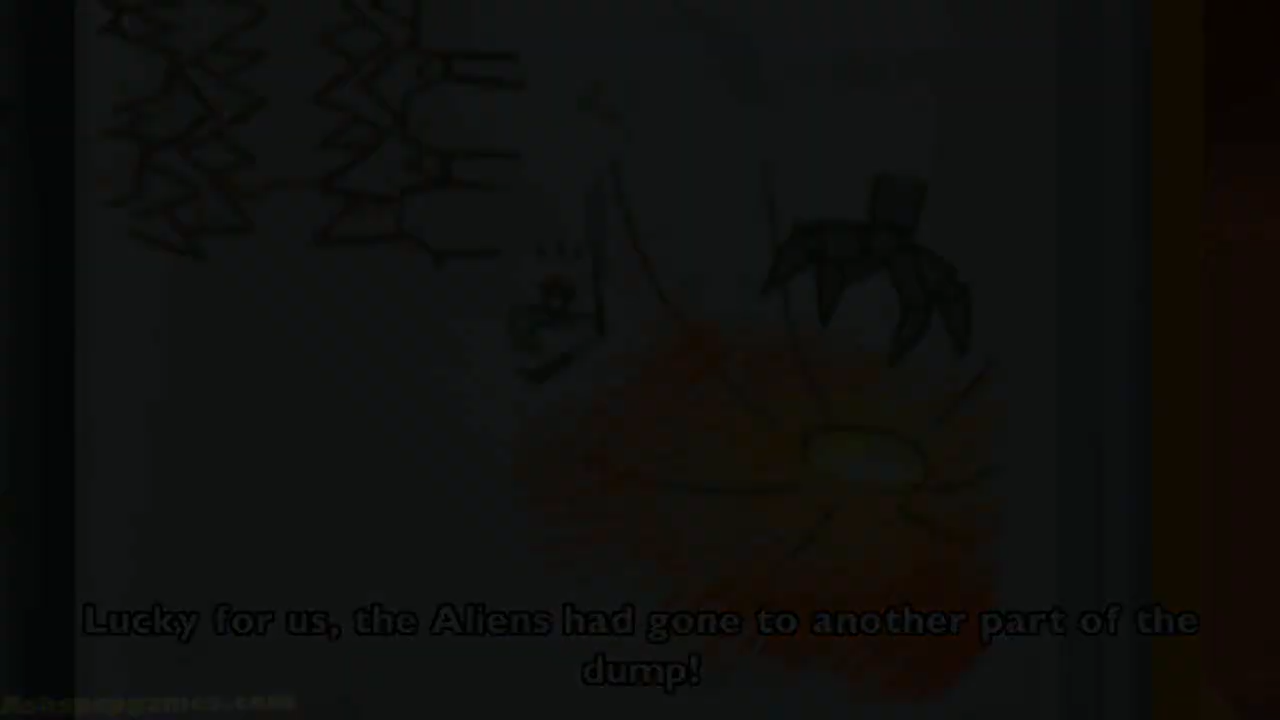 Lucky for us, the Aliens had gone to another part of the
dump!